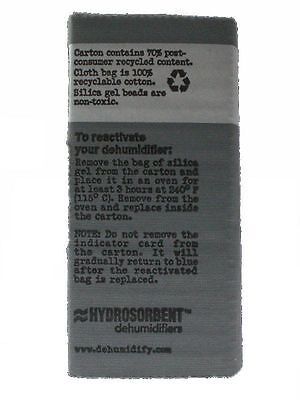 Carton contains 70% post-
consumer recycled content.
Cloth bag is 100%
recyclable cotton.
Silica gel beads are
non-toxic.
To reactivate
your dehumidifier:
Remove the bag of silica
gel from the carton and
place it in an oven for
at least 3 hours at 240° F
(115° C). Remove from the
oven and replace inside
the carton.
NOTE: Do not remove the
indicator card from
the carton. It will
gradually return to blue
after the reactivated
bag is replaced.
HYDROSORBENT™
dehumidifiers
www.dehumidify.com